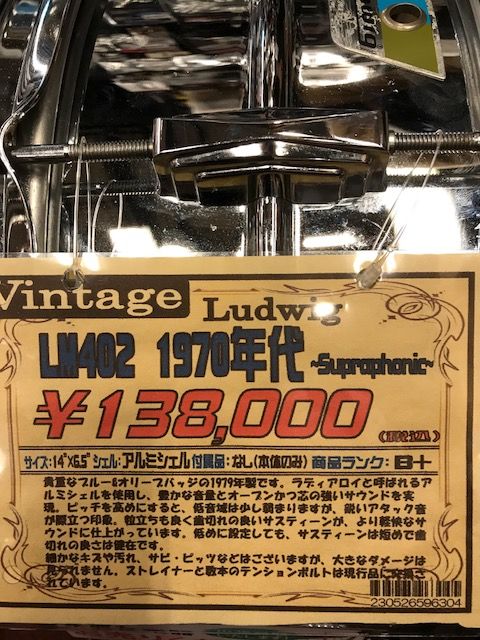 Vintage
Ludwig
LM402 1970年代 ~Supraphonic~
¥138,000
(税込)
サイズ:14"X6.5" シェル:アルミシェル 付属品:なし(本体のみ) 商品ランク:B+
貴重なブルー&オリーブバッジの1979年製です。ラディアロイと呼ばれるア
ルミシェルを使用し、豊かな音量とオープンかつ芯の強いサウンドを実
現。ピッチを高めにすると、低音域は少し弱まりますが、鋭いアタック音
が際立つ印象。粒立ちも良く歯切れの良いサスティーンが、より軽快なサ
ウンドに仕上がっています。低めに設定しても、サスティーンは短めで歯
切れの良さは健在です。
細かなキズや汚れ、サビ・ピッツなどはございますが、大きなダメージは
見られません。ストレイナーと数本のテンションボルトは現行品に交換さ
れています。
230526596304